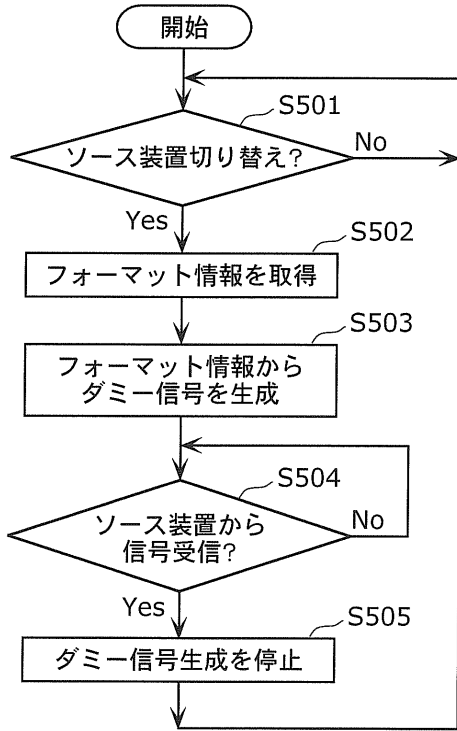 開始
S501
ソース装置切り替え?
No
Yes
S502
フォーマット情報を取得
S503
フォーマット情報から
ダミー信号を生成
S504
ソース装置から
信号受信?
No
Yes
S505
ダミー信号生成を停止